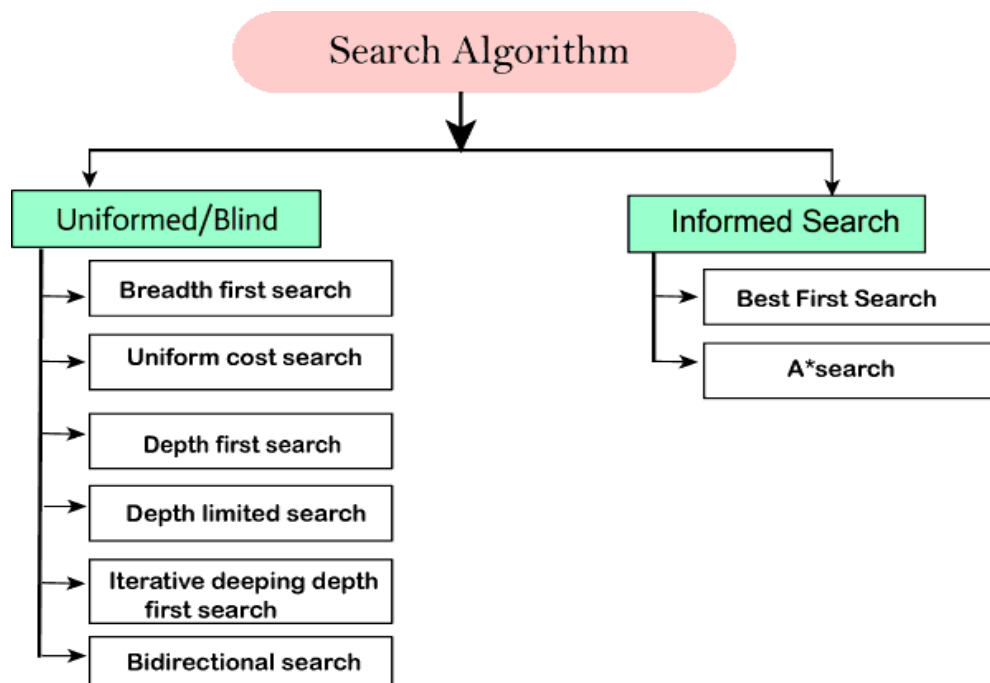 Search Algorithm
Uniformed/Blind
Breadth first search
Uniform cost search
Depth first search
Depth limited search
Iterative deeping depth
first search
Bidirectional search
Informed Search
Best First Search
A*search